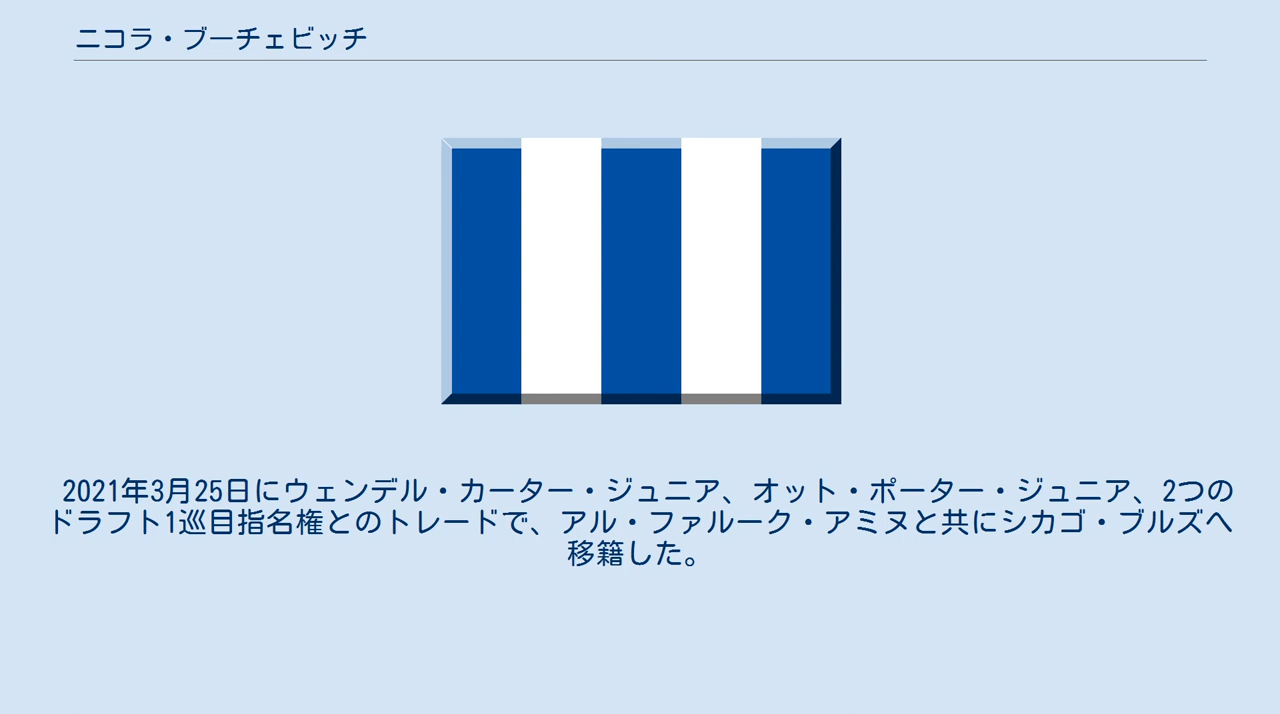 ニコラ・ブーチェビッチ
2021年3月25日にウェンデル・カーター・ジュニア、オット・ポーター・ジュニア、2つの
ドラフト1巡目指名権とのトレードで、アル・ファルーク・アミヌと共にシカゴ・ブルズへ
移籍した。